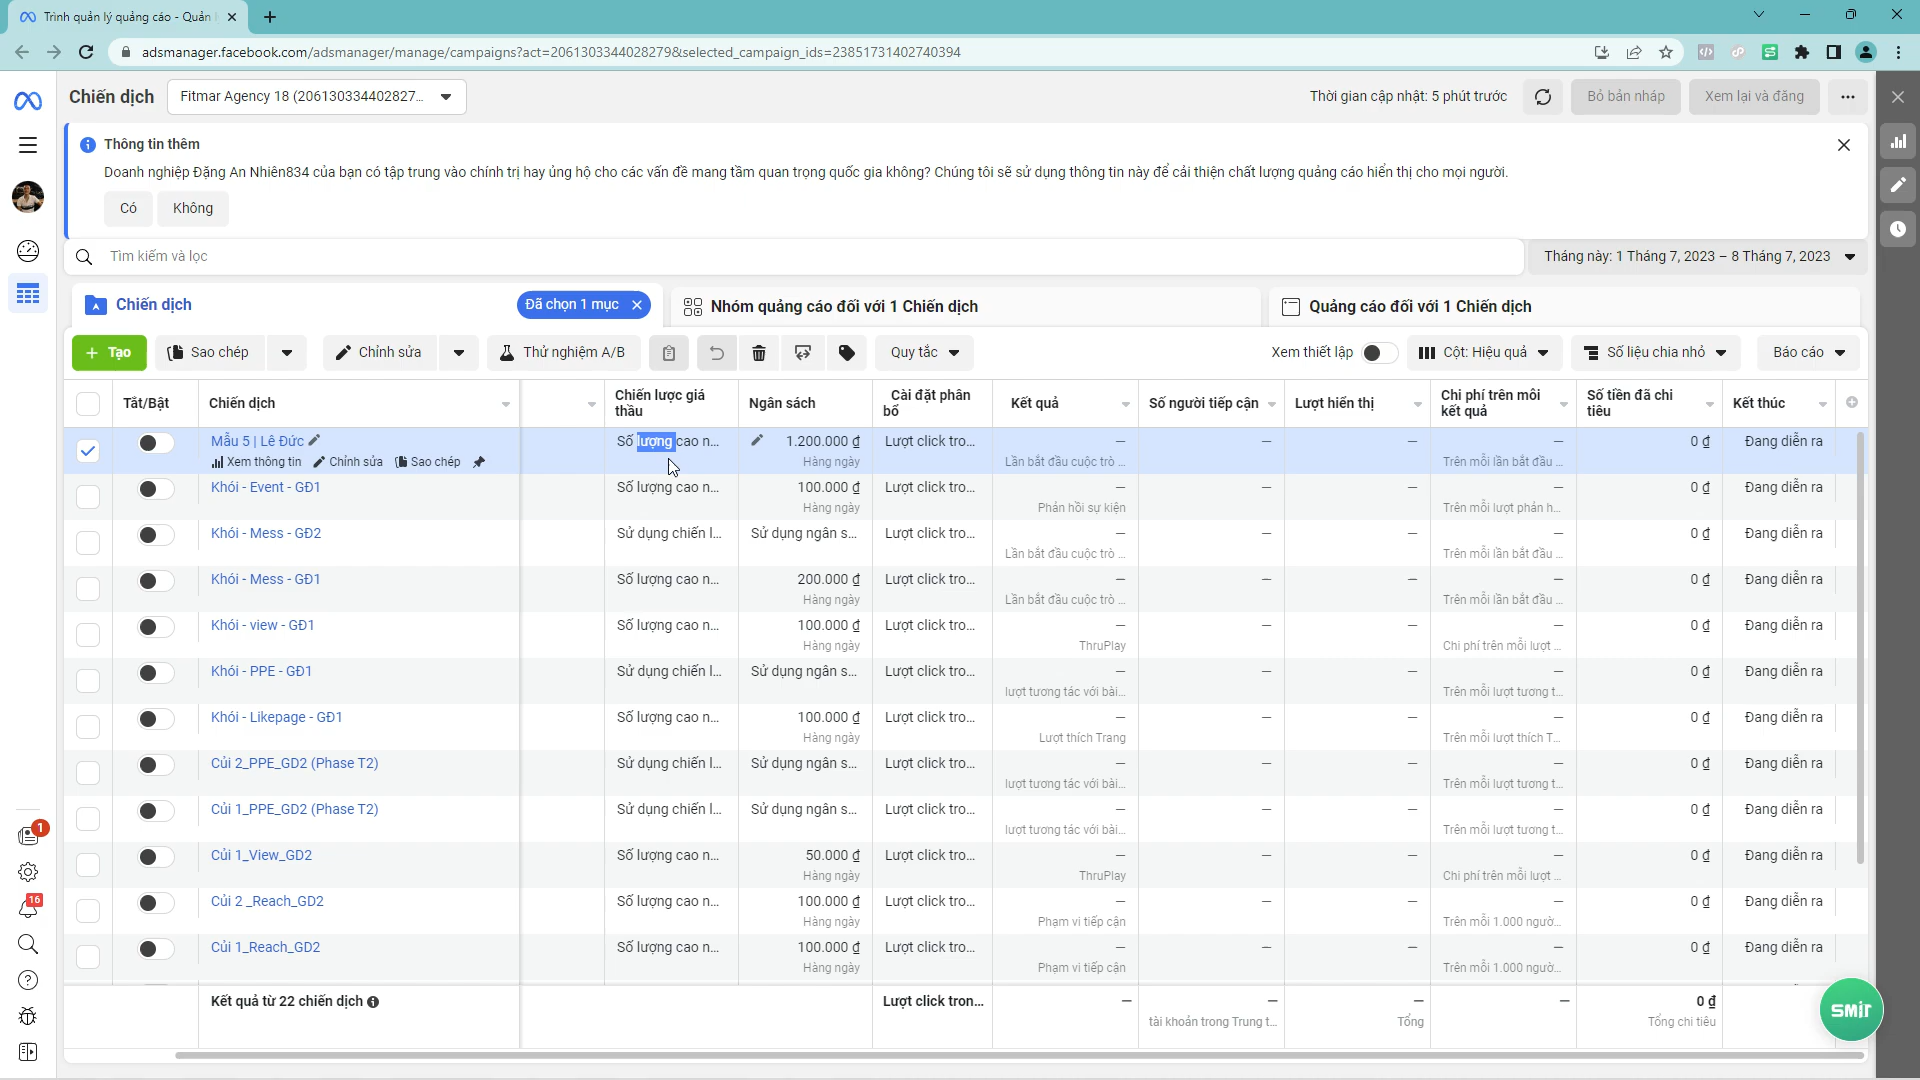 Trình quản lý quảng cáo - Quản
adsmanager.facebook.com/adsmanager/manage/campaigns?act=2061303344028279&selected_campaign_ids=23851731402740394
Chiến dịch
Fitmar Agency 18 (206130334402827...
Thời gian cập nhật: 5 phút trước
Bỏ bản nháp
Xem lại và đăng
Thông tin thêm
Doanh nghiệp Đặng An Nhiên834 của bạn có tập trung vào chính trị hay ủng hộ cho các vấn đề mang tầm quan trọng quốc gia không? Chúng tôi sẽ sử dụng thông tin này để cải thiện chất lượng quảng cáo hiển thị cho mọi người.
Có
Không
Tìm kiếm và lọc
Tháng này: 1 Tháng 7, 2023 – 8 Tháng 7, 2023
Chiến dịch
Đã chọn 1 mục
Nhóm quảng cáo đối với 1 Chiến dịch
Quảng cáo đối với 1 Chiến dịch
+ Tạo
Sao chép
Chỉnh sửa
Thử nghiệm A/B
Quy tắc
Xem thiết lập
Cột: Hiệu quả
Số liệu chia nhỏ
Báo cáo
Tắt/Bật
Chiến dịch
Chiến lược giá thầu
Ngân sách
Cài đặt phân bổ
Kết quả
Số người tiếp cận
Lượt hiển thị
Chi phí trên mỗi kết quả
Số tiền đã chi tiêu
Kết thúc
Mẫu 5 | Lê Đức Số lượng cao n... 1.200.000 ₫ Lượt click tro... — — — — 0 ₫ Đang diễn ra
Xem thông tin Chỉnh sửa Sao chép Hàng ngày Lần bắt đầu cuộc trò ... Trên mỗi lần bắt đầu ...
Khói - Event - GĐ1 Số lượng cao n... 100.000 ₫ Lượt click tro... — — — — 0 ₫ Đang diễn ra
Hàng ngày Phản hồi sự kiện Trên mỗi lượt phản h...
Khói - Mess - GĐ2 Sử dụng chiến l... Sử dụng ngân s... Lượt click tro... — — — — 0 ₫ Đang diễn ra
Lần bắt đầu cuộc trò ... Trên mỗi lần bắt đầu ...
Khói - Mess - GĐ1 Số lượng cao n... 200.000 ₫ Lượt click tro... — — — — 0 ₫ Đang diễn ra
Hàng ngày Lần bắt đầu cuộc trò ... Trên mỗi lần bắt đầu ...
Khói - view - GĐ1 Số lượng cao n... 100.000 ₫ Lượt click tro... — — — — 0 ₫ Đang diễn ra
Hàng ngày ThruPlay Chi phí trên mỗi lượt ...
Khói - PPE - GĐ1 Sử dụng chiến l... Sử dụng ngân s... Lượt click tro... — — — — 0 ₫ Đang diễn ra
lượt tương tác với bài... Trên mỗi lượt tương t...
Khói - Likepage - GĐ1 Số lượng cao n... 100.000 ₫ Lượt click tro... — — — — 0 ₫ Đang diễn ra
Hàng ngày Lượt thích Trang Trên mỗi lượt thích T...
Củi 2_PPE_GD2 (Phase T2) Sử dụng chiến l... Sử dụng ngân s... Lượt click tro... — — — — 0 ₫ Đang diễn ra
lượt tương tác với bài... Trên mỗi lượt tương t...
Củi 1_PPE_GD2 (Phase T2) Sử dụng chiến l... Sử dụng ngân s... Lượt click tro... — — — — 0 ₫ Đang diễn ra
lượt tương tác với bài... Trên mỗi lượt tương t...
Củi 1_View_GD2 Số lượng cao n... 50.000 ₫ Lượt click tro... — — — — 0 ₫ Đang diễn ra
Hàng ngày ThruPlay Chi phí trên mỗi lượt ...
Củi 2 _Reach_GD2 Số lượng cao n... 100.000 ₫ Lượt click tro... — — — — 0 ₫ Đang diễn ra
Hàng ngày Phạm vi tiếp cận Trên mỗi 1.000 ngườ...
Củi 1_Reach_GD2 Số lượng cao n... 100.000 ₫ Lượt click tro... — — — — 0 ₫ Đang diễn ra
Hàng ngày Phạm vi tiếp cận Trên mỗi 1.000 ngườ...
Kết quả từ 22 chiến dịch Lượt click tron... — — — — 0 ₫
tài khoản trong Trung t... Tổng Tổng chi tiêu
1
16
SMIT